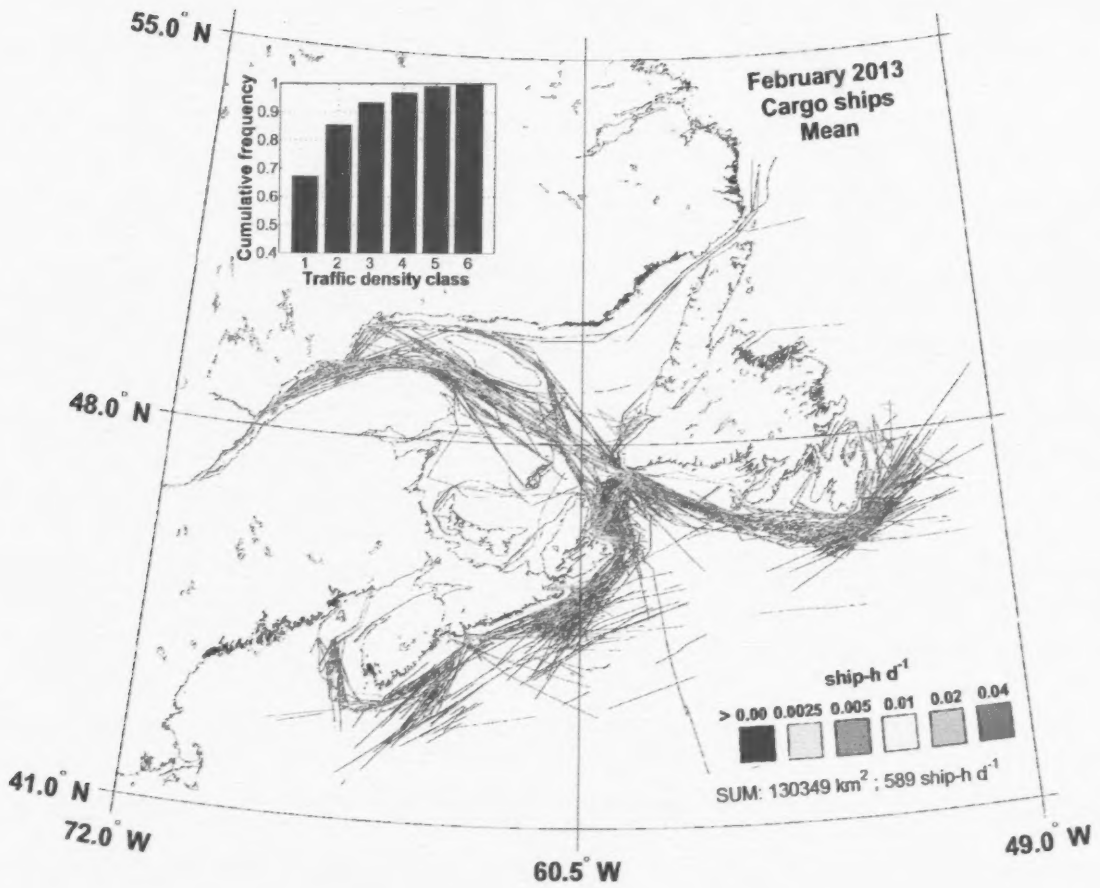 55.0° N
February 2013
Cargo ships
Mean
Cumulative frequency
1
0.9
0.8
0.7
0.6
0.5
0.4
1 2 3 4 5 6
Traffic density class
48.0° N
ship-h d⁻¹
> 0.00 0.0025 0.005 0.01 0.02 0.04
SUM: 130349 km² ; 589 ship-h d⁻¹
41.0° N
72.0° W
60.5° W
49.0° W